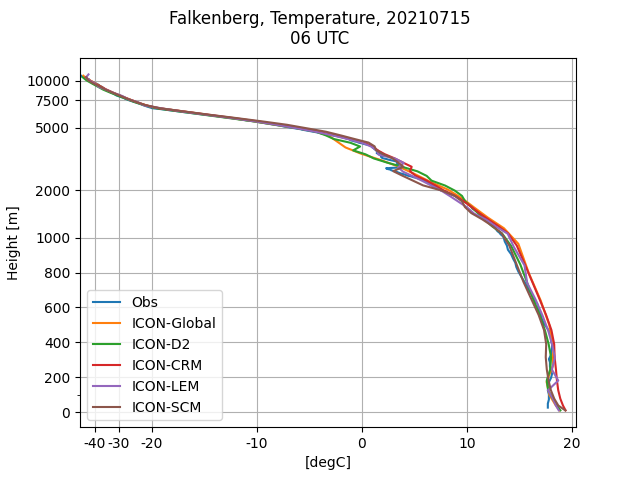 Falkenberg, Temperature, 20210715
06 UTC
Height [m]
10000
7500
5000
2000
1000
800
600
400
200
0
Obs
ICON-Global
ICON-D2
ICON-CRM
ICON-LEM
ICON-SCM
-40 -30 -20 -10 0 10 20
[degC]